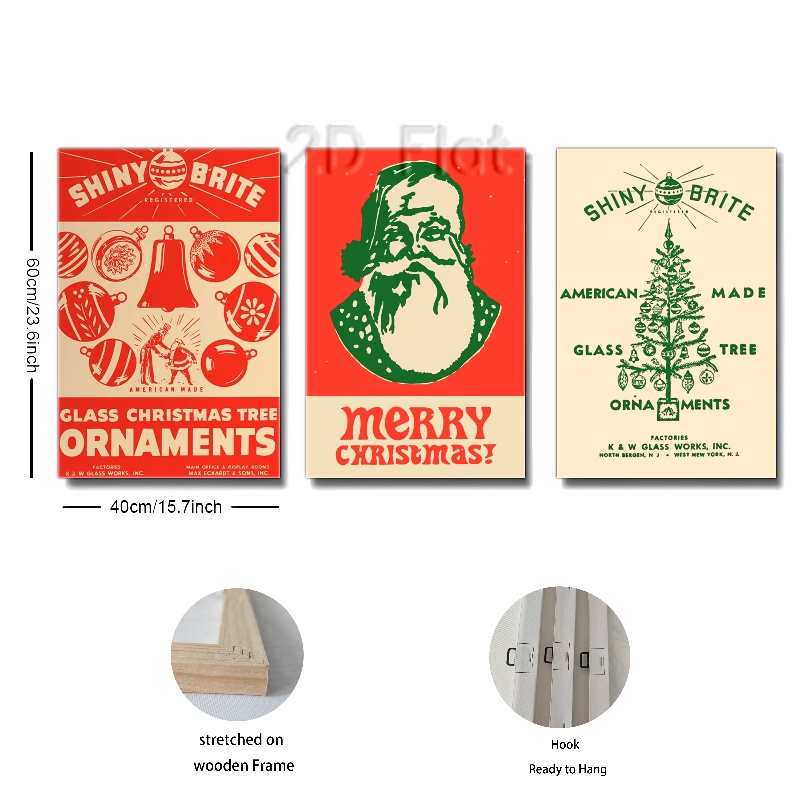 2D Flat
SHINY BRITE
REGISTERED
AMERICAN MADE
GLASS CHRISTMAS TREE
ORNAMENTS
FACTORIES
K & W GLASS WORKS, INC.
MAIN OFFICE & DISPLAY-ROOMS
MAX ECKARDT & SONS, INC.
MERRY
CHRISTMAS!
SHINY BRITE
REGISTERED
AMERICAN MADE
GLASS TREE
ORNAMENTS
FACTORIES
K & W GLASS WORKS, INC.
NORTH BERGEN, N J • WEST NEW YORK, N. J.
60cm/23.6inch
40cm/15.7inch
stretched on
wooden Frame
Hook
Ready to Hang